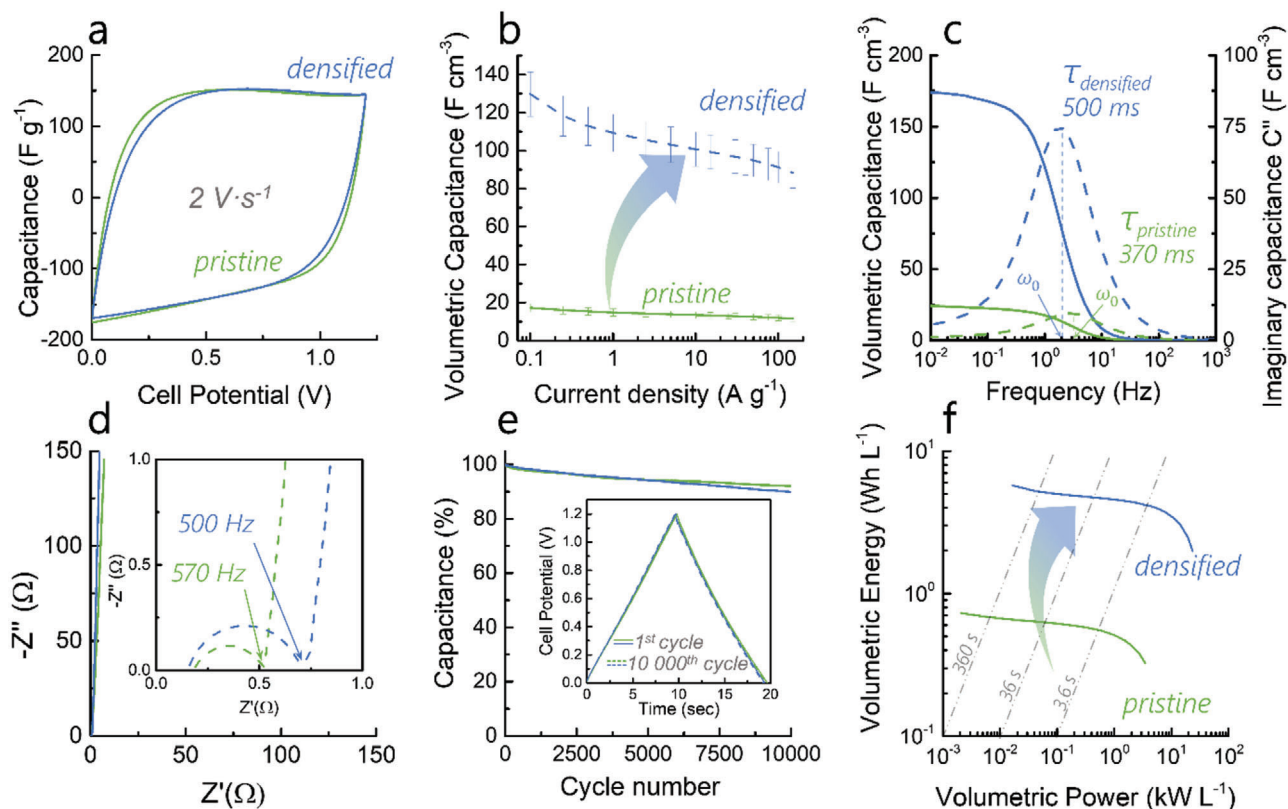 a
200
100
0
-100
-200
Capacitance (F g-1)
densified
2 V·s-1
pristine
0.0 0.5 1.0
Cell Potential (V)
b
140
120
100
80
60
40
20
0
Volumetric Capacitance (F cm-3)
densified
pristine
0.1 1 10 100
Current density (A g-1)
c
200
150
100
50
0
Volumetric Capacitance (F cm-3)
τdensified
500 ms
τpristine
370 ms
ω0
ω0
100
75
50
25
0
Imaginary capacitance C'' (F cm-3)
10-2 10-1 100 101 102 103
Frequency (Hz)
d
150
100
50
0
-Z'' (Ω)
1.0
0.5
0.0
-Z'' (Ω)
500 Hz
570 Hz
0.0 0.5 1.0
Z'(Ω)
0 50 100 150
Z'(Ω)
e
100
80
60
40
20
0
Capacitance (%)
1.2
1.0
0.8
0.6
0.4
0.2
0.0
Cell Potential (V)
1st cycle
10 000th cycle
0 5 10 15 20
Time (sec)
0 2500 5000 7500 10000
Cycle number
f
101
100
10-1
Volumetric Energy (Wh L-1)
densified
360 s
36 s
3.6 s
pristine
10-3 10-2 10-1 100 101 102
Volumetric Power (kW L-1)